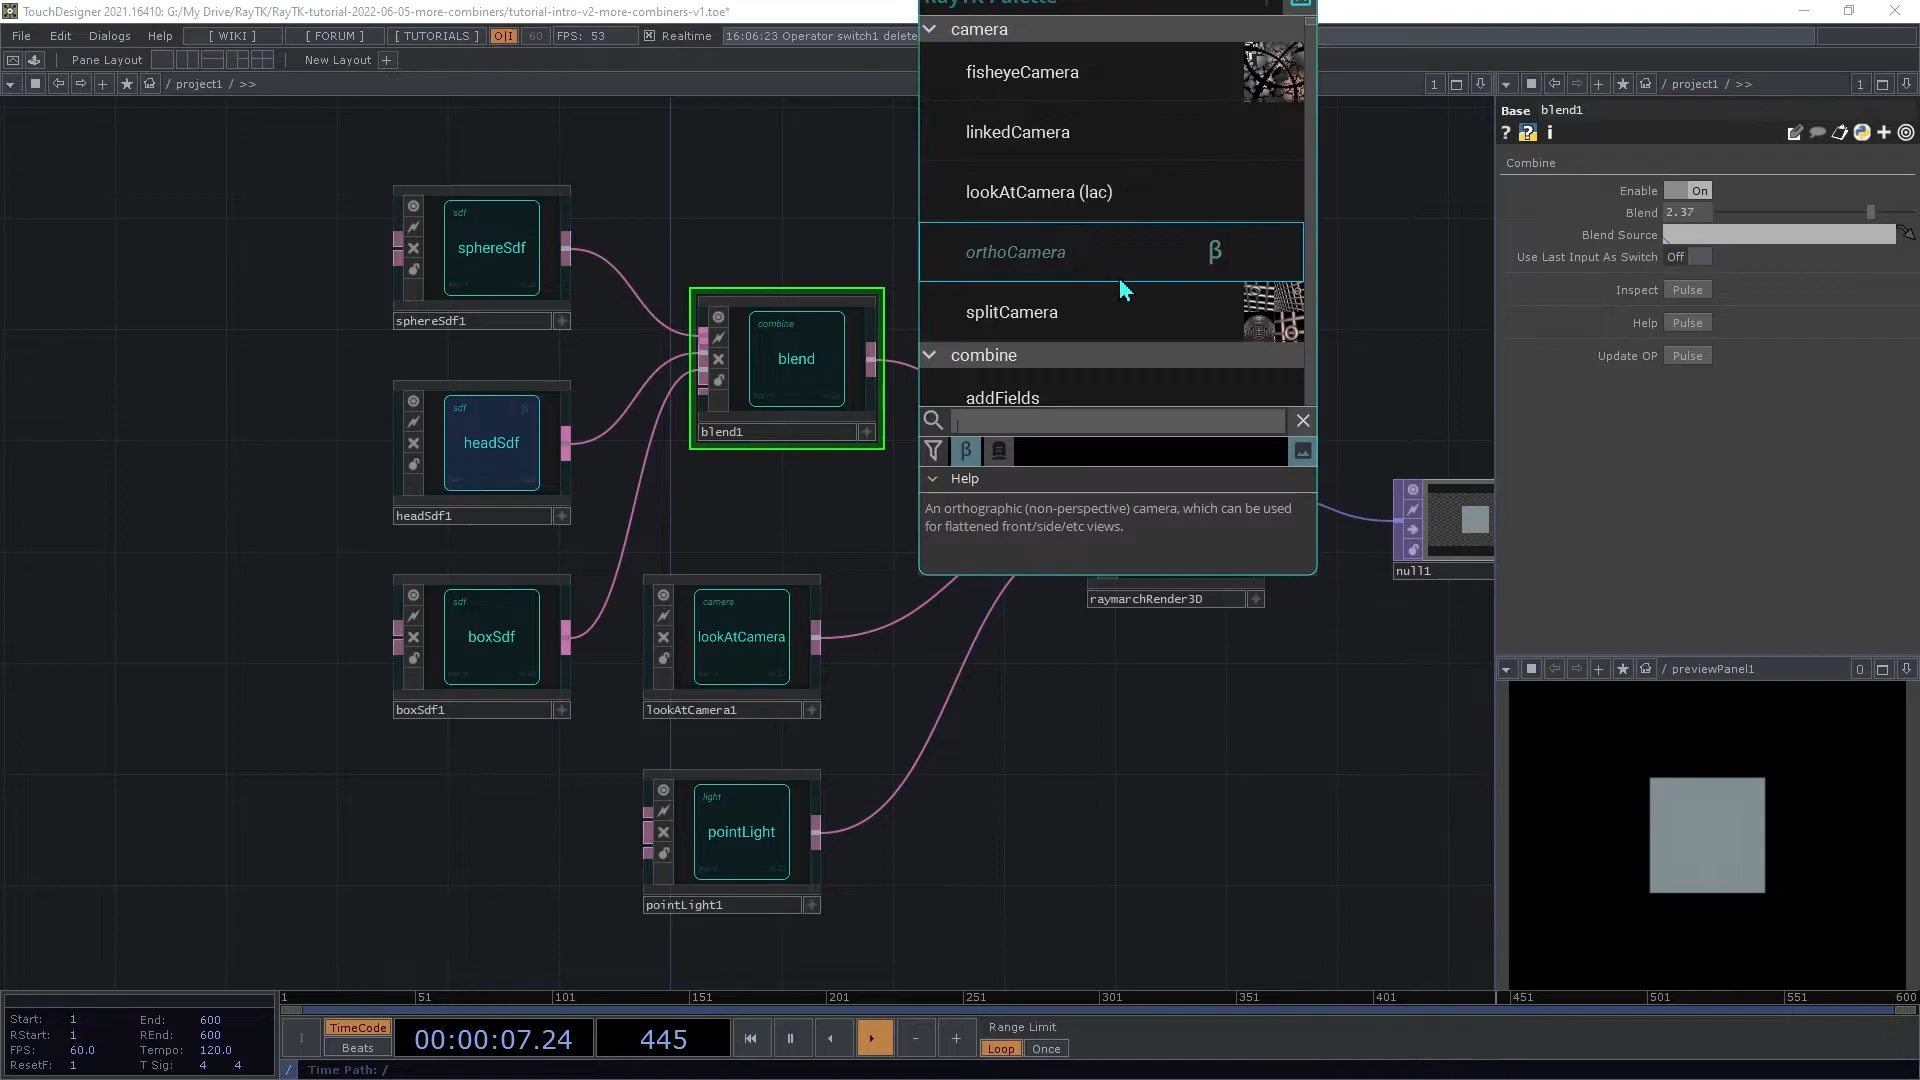 TouchDesigner 2021.16410: G:/My Drive/RayTK/RayTK-tutorial-2022-06-05-more-combiners/tutorial-intro-v2-more-combiners-v1.toe*
File Edit Dialogs Help [ WIKI ] [ FORUM ] [ TUTORIALS ] O|I 60 FPS: 53 Realtime 16:06:23 Operator switch1 delete
Pane Layout New Layout +
/ project1 / >> 1
/ project1 / >> 1
RayTK Palette
camera
fisheyeCamera
linkedCamera
lookAtCamera (lac)
orthoCamera β
splitCamera
combine
addFields
β
Help
An orthographic (non-perspective) camera, which can be used
for flattened front/side/etc views.
sdf
sphereSdf
sphereSdf1
sdf β
headSdf
headSdf1
sdf
boxSdf
boxSdf1
combine
blend
blend1
camera
lookAtCamera
lookAtCamera1
light
pointLight
pointLight1
raymarchRender3D
null1
Base blend1
? ? i
Combine
Enable On
Blend 2.37
Blend Source
Use Last Input As Switch Off
Inspect Pulse
Help Pulse
Update OP Pulse
/ previewPanel1 0
1 51 101 151 201 251 301 351 401 451 501 551 600
Start: 1 End: 600
RStart: 1 REnd: 600
FPS: 60.0 Tempo: 120.0
ResetF: 1 T Sig: 4 4
TimeCode
Beats
00:00:07.24
445
Range Limit
Loop Once
/ Time Path: /